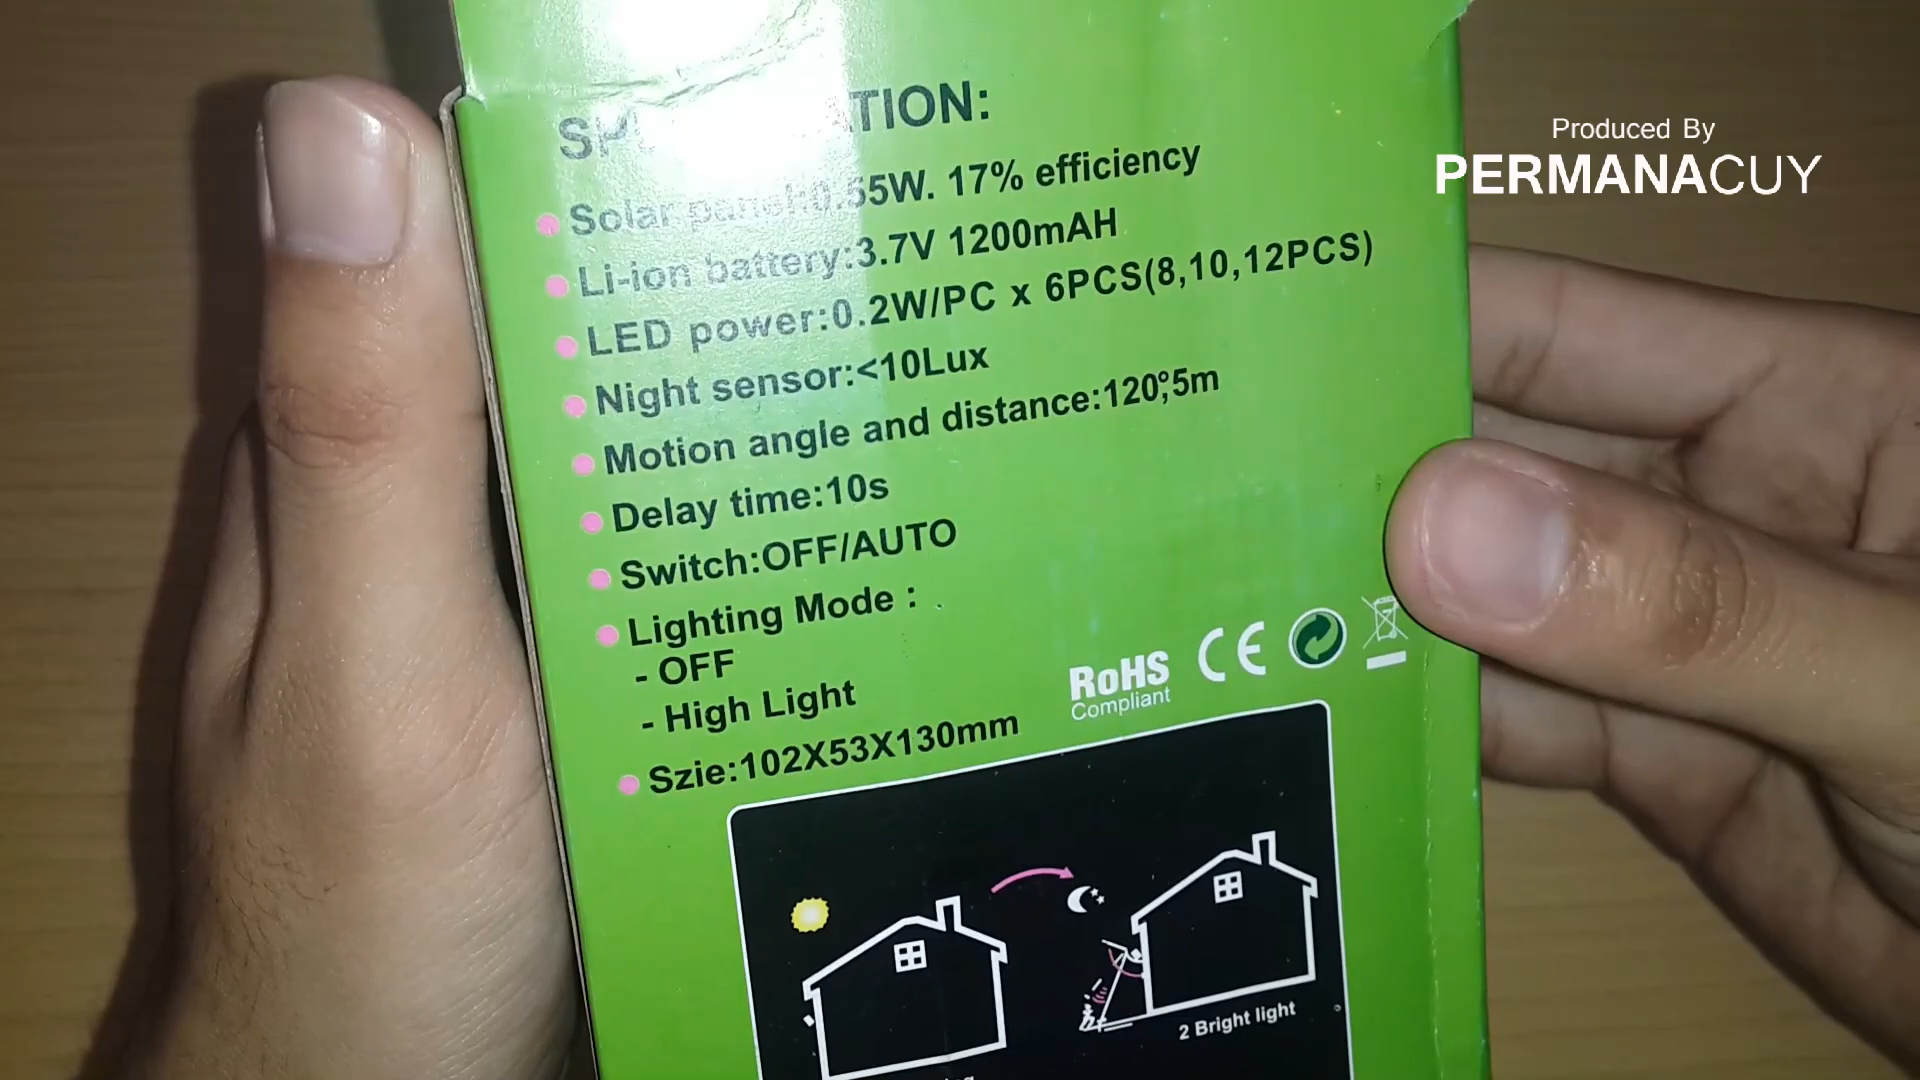 Produced By
PERMANACUY
Solar panel:0.55W. 17% efficiency
Li-ion battery:3.7V 1200mAH
LED power:0.2W/PC x 6PCS(8,10,12PCS)
Night sensor:<10Lux
Motion angle and distance:120°,5m
Delay time:10s
Switch:OFF/AUTO
Lighting Mode :
- OFF
- High Light
Szie:102X53X130mm
RoHS
Compliant
CE
2 Bright light